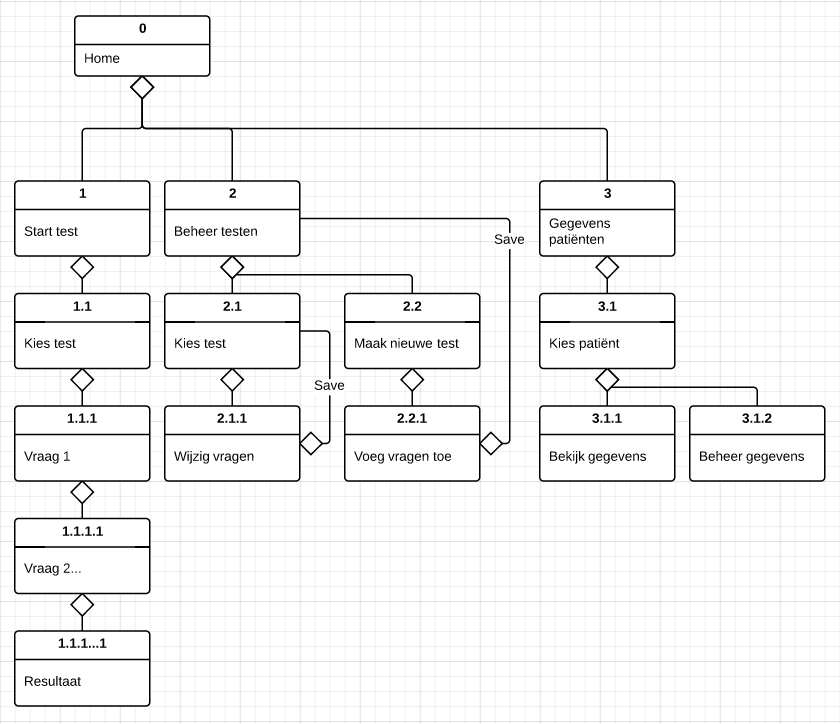 0
Home
1
Start test
2
Beheer testen
3
Gegevens
patiënten
Save
1.1
Kies test
2.1
Kies test
2.2
Maak nieuwe test
3.1
Kies patiënt
Save
1.1.1
Vraag 1
2.1.1
Wijzig vragen
2.2.1
Voeg vragen toe
3.1.1
Bekijk gegevens
3.1.2
Beheer gegevens
1.1.1.1
Vraag 2...
1.1.1...1
Resultaat